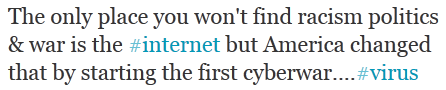 The only place you won't find racism politics
& war is the #internet but America changed
that by starting the first cyberwar....#virus